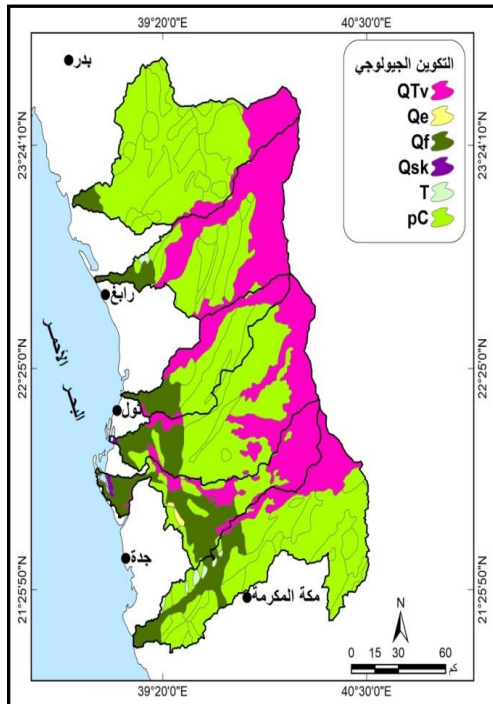 39°20'0"E
40°30'0"E
بدر
التكوين الجيولوجي
QTv
Qe
Qf
Qsk
T
pC
23°24'10"N
23°24'10"N
رابغ
البحر
الأحمر
22°25'0"N
22°25'0"N
ثول
جدة
مكة المكرمة
21°25'50"N
21°25'50"N
N
0 15 30 60
كم
39°20'0"E
40°30'0"E